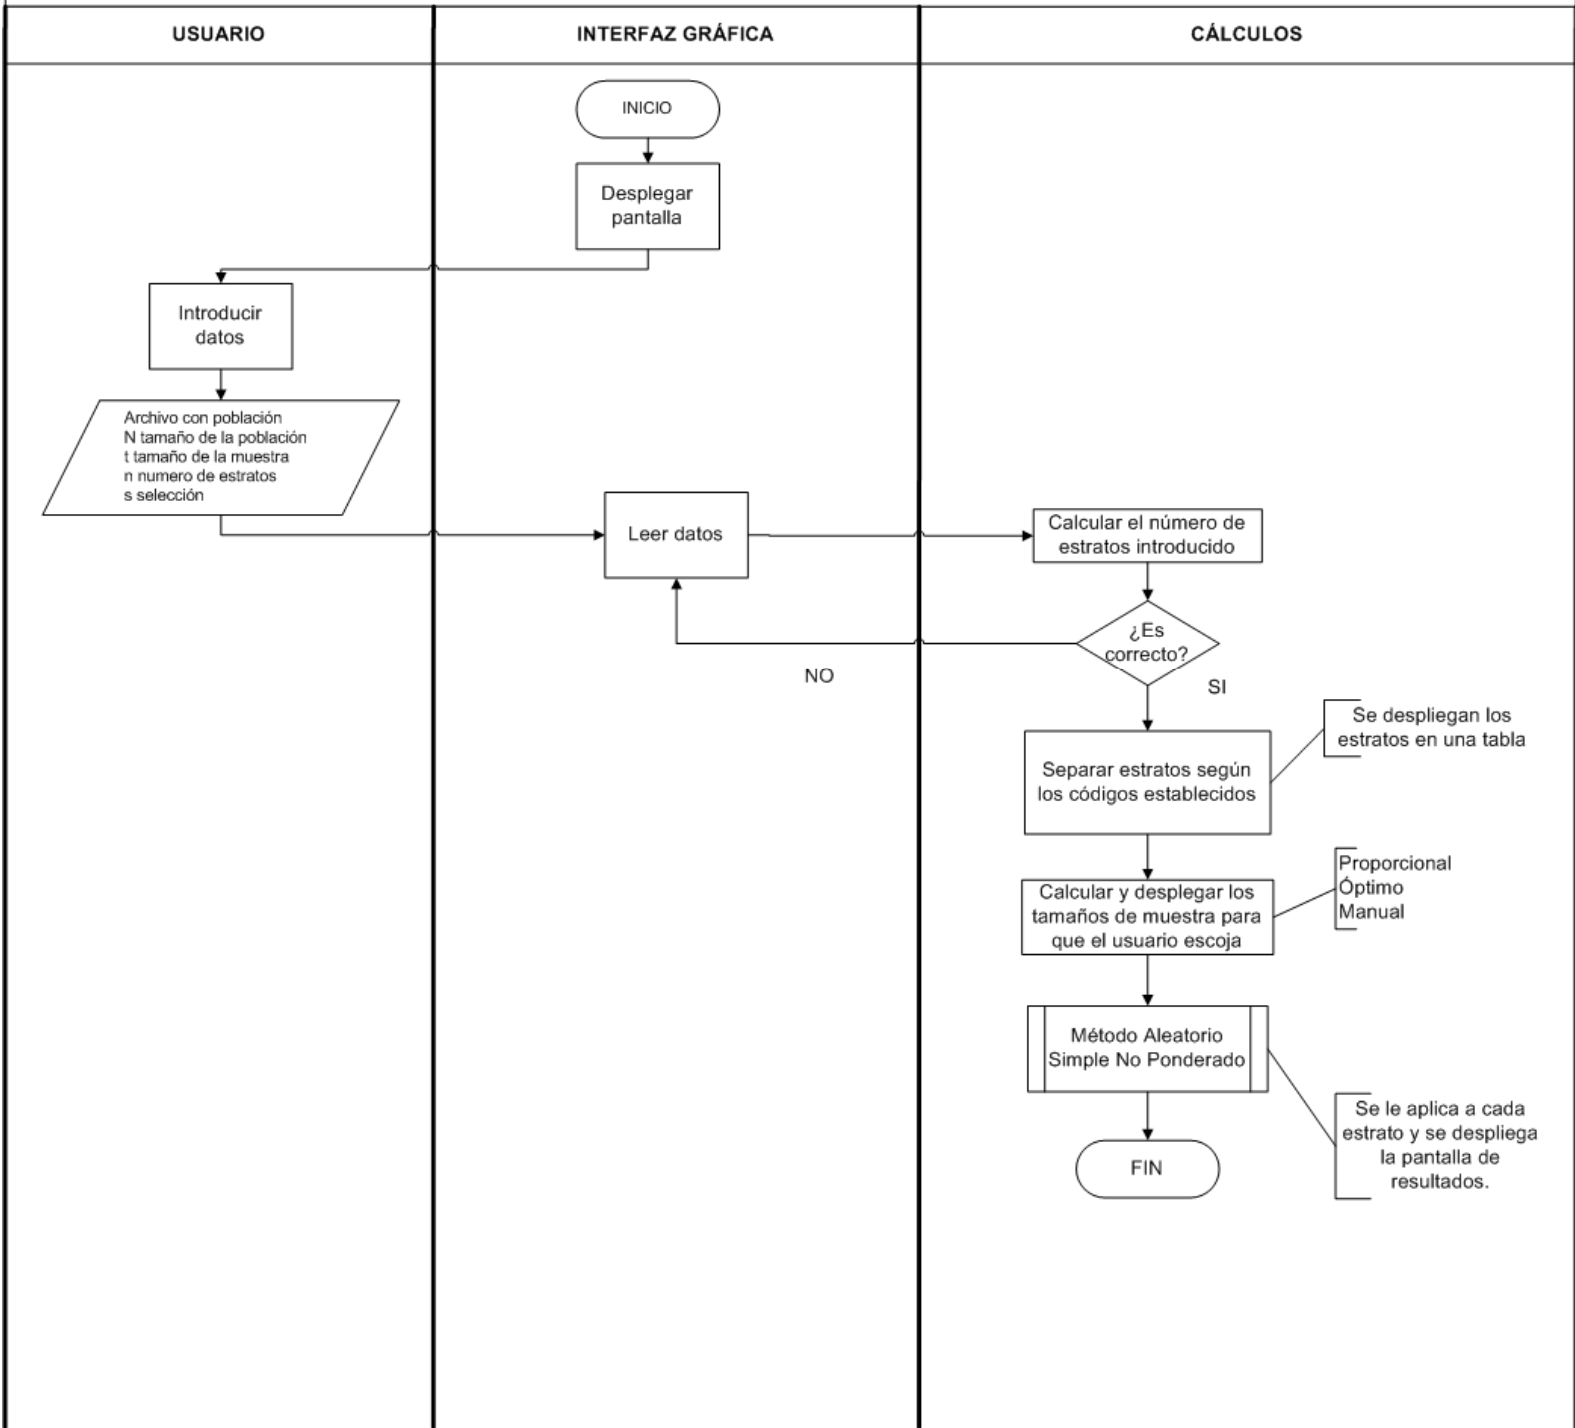 USUARIO
INTERFAZ GRÁFICA
CÁLCULOS
INICIO
Desplegar
pantalla
Introducir
datos
Archivo con población
N tamaño de la población
t tamaño de la muestra
n numero de estratos
s selección
Leer datos
Calcular el número de
estratos introducido
¿Es
correcto?
NO
SI
Se despliegan los
estratos en una tabla
Separar estratos según
los códigos establecidos
Proporcional
Óptimo
Manual
Calcular y desplegar los
tamaños de muestra para
que el usuario escoja
Método Aleatorio
Simple No Ponderado
Se le aplica a cada
estrato y se despliega
la pantalla de
resultados.
FIN